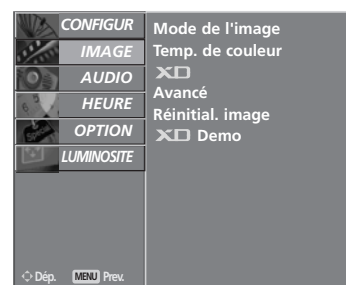 CONFIGUR
IMAGE
AUDIO
HEURE
OPTION
LUMINOSITE
Mode de l'image
Temp. de couleur
XD
Avancé
Réinitial. image
XD Demo
Dép. MENU Prev.